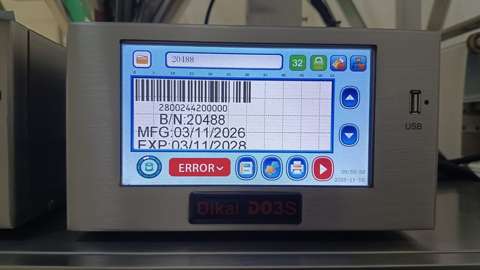 20488
32
2800244200000
B/N:20488
MFG:03/11/2026
EXP:03/11/2028
ERROR
USB
Dikai D03S